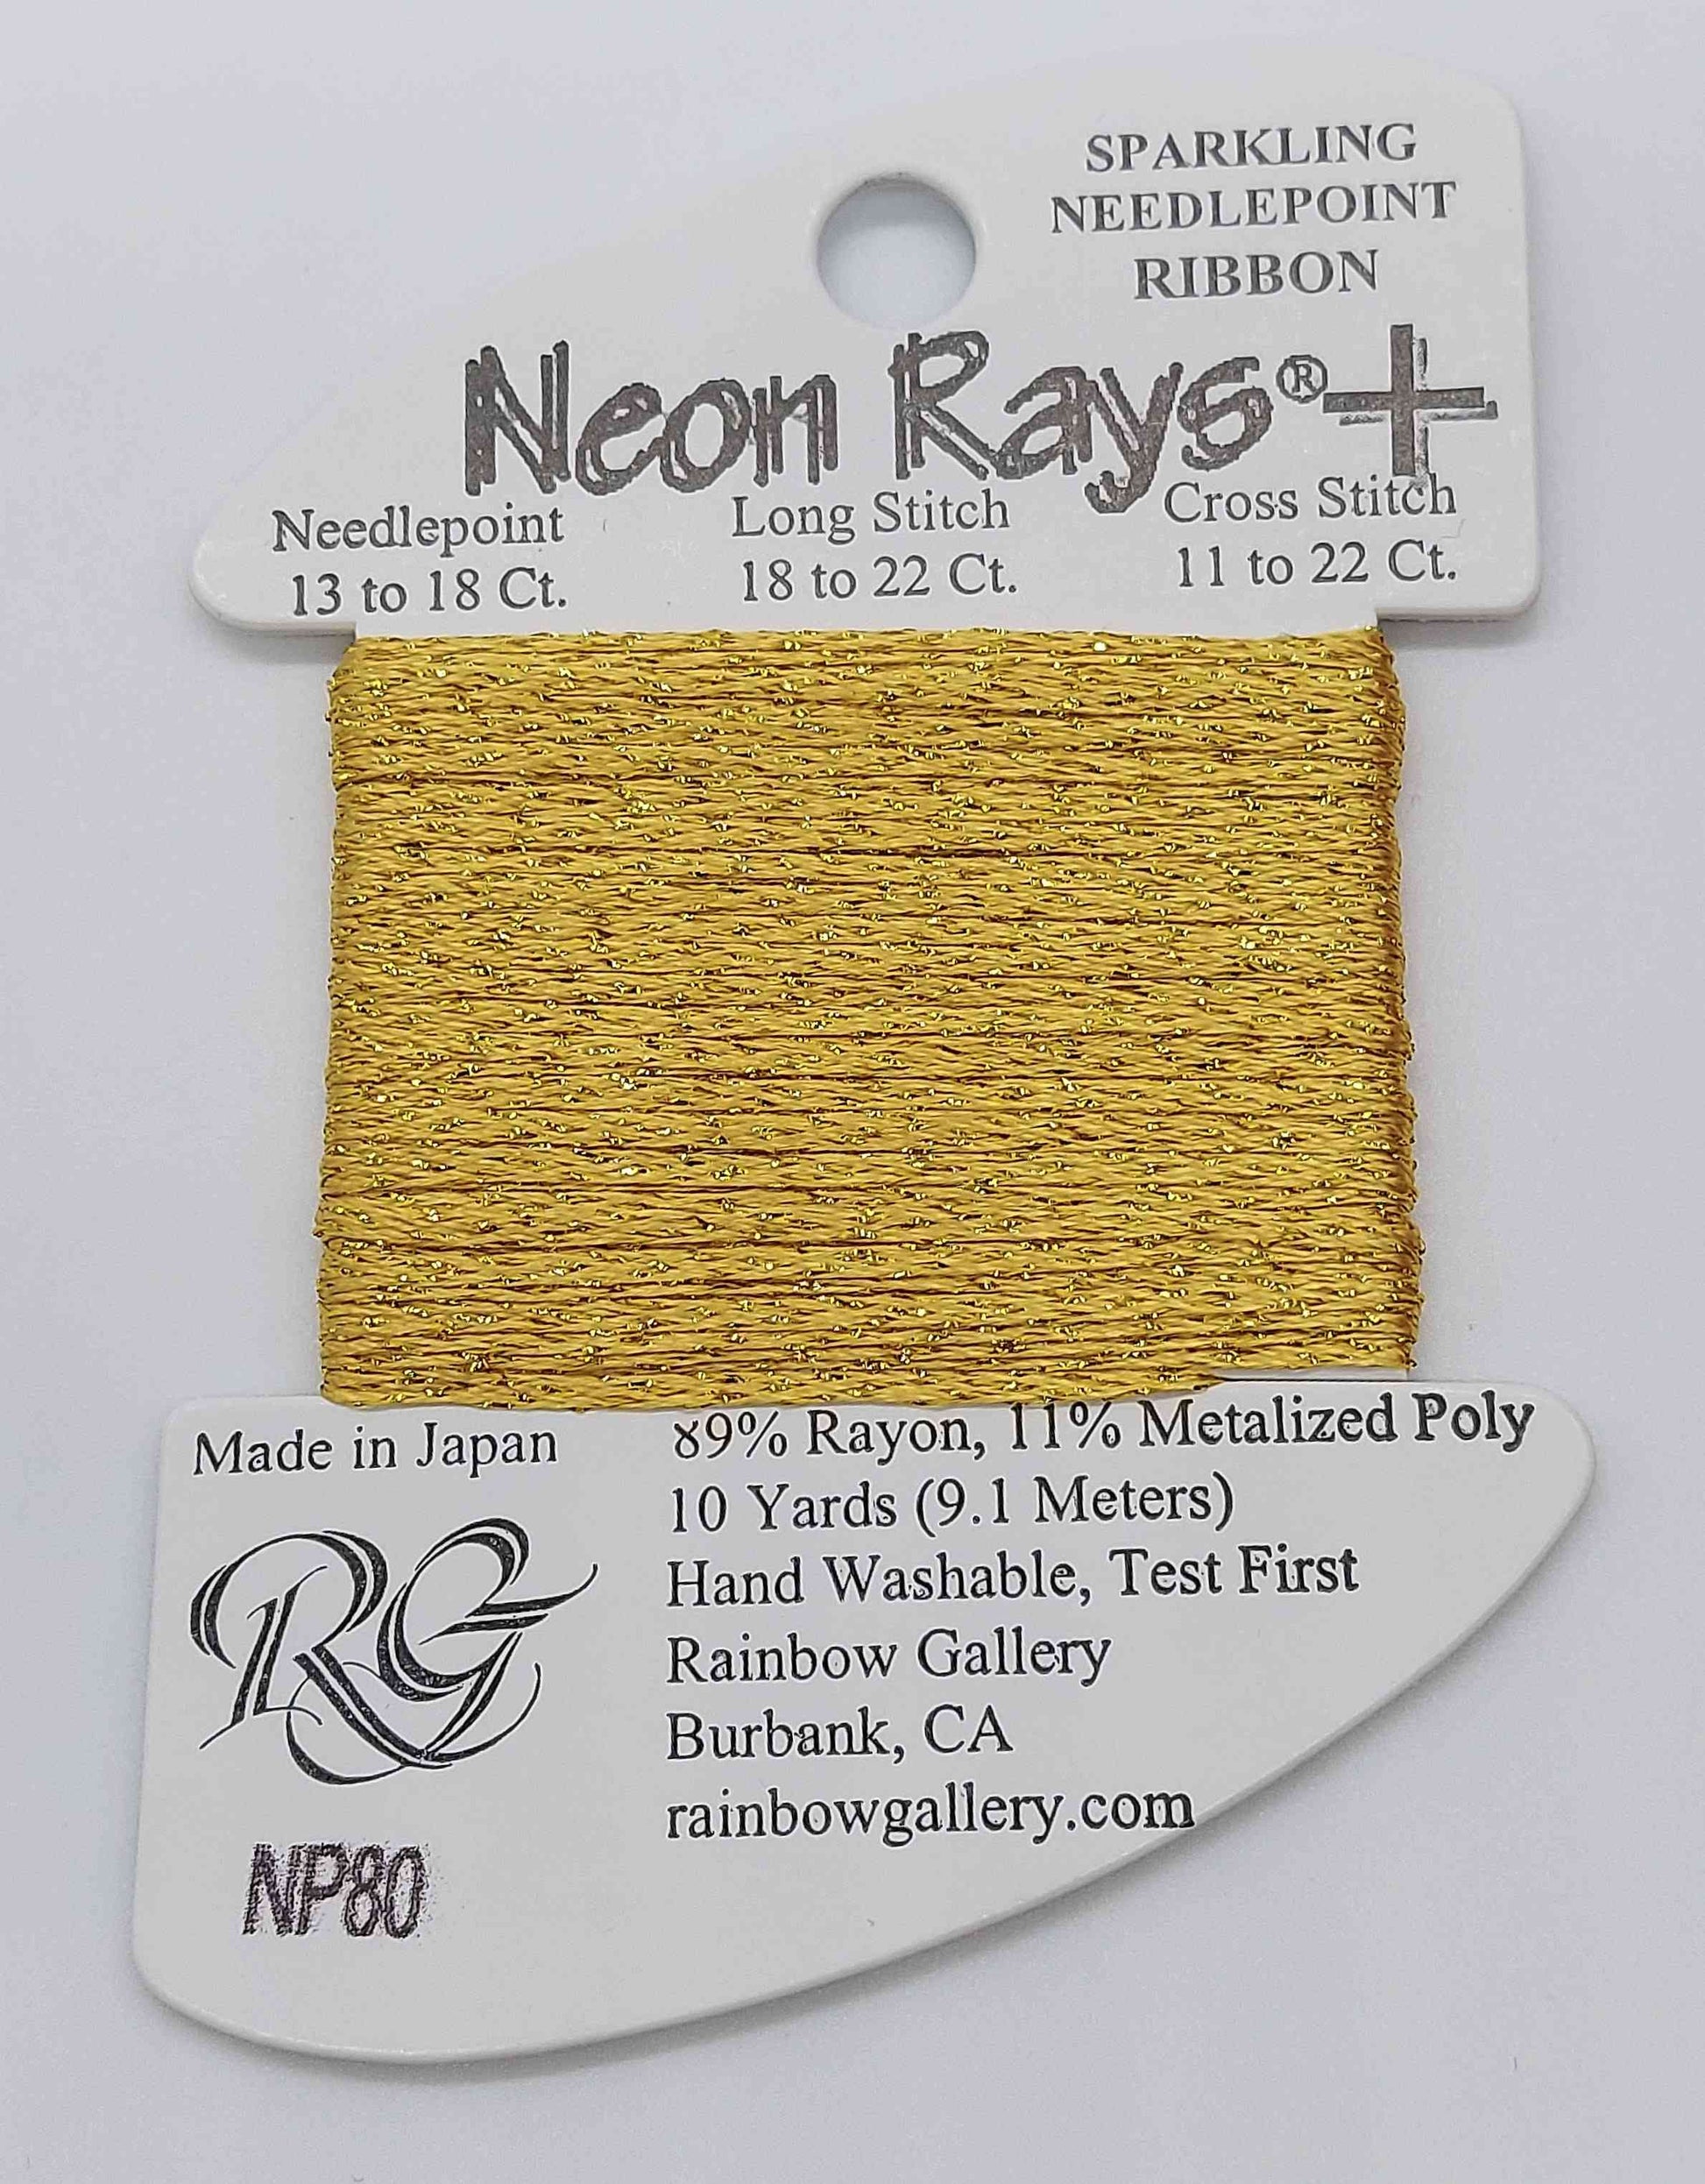 SPARKLING
NEEDLEPOINT
RIBBON
Neon Rays®+
Needlepoint
13 to 18 Ct.
Long Stitch
18 to 22 Ct.
Cross Stitch
11 to 22 Ct.
Made in Japan
89% Rayon, 11% Metalized Poly
10 Yards (9.1 Meters)
Hand Washable, Test First
Rainbow Gallery
Burbank, CA
rainbowgallery.com
RG
NP80